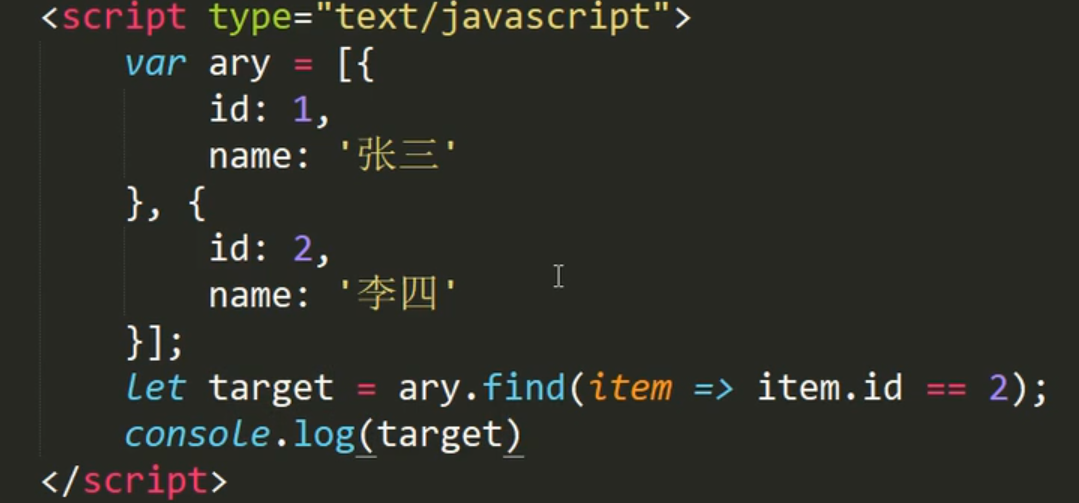 <script type="text/javascript">
    var ary = [{
        id: 1,
        name: '张三'
    }, {
        id: 2,
        name: '李四'
    }];
    let target = ary.find(item => item.id == 2);
    console.log(target)
</script>